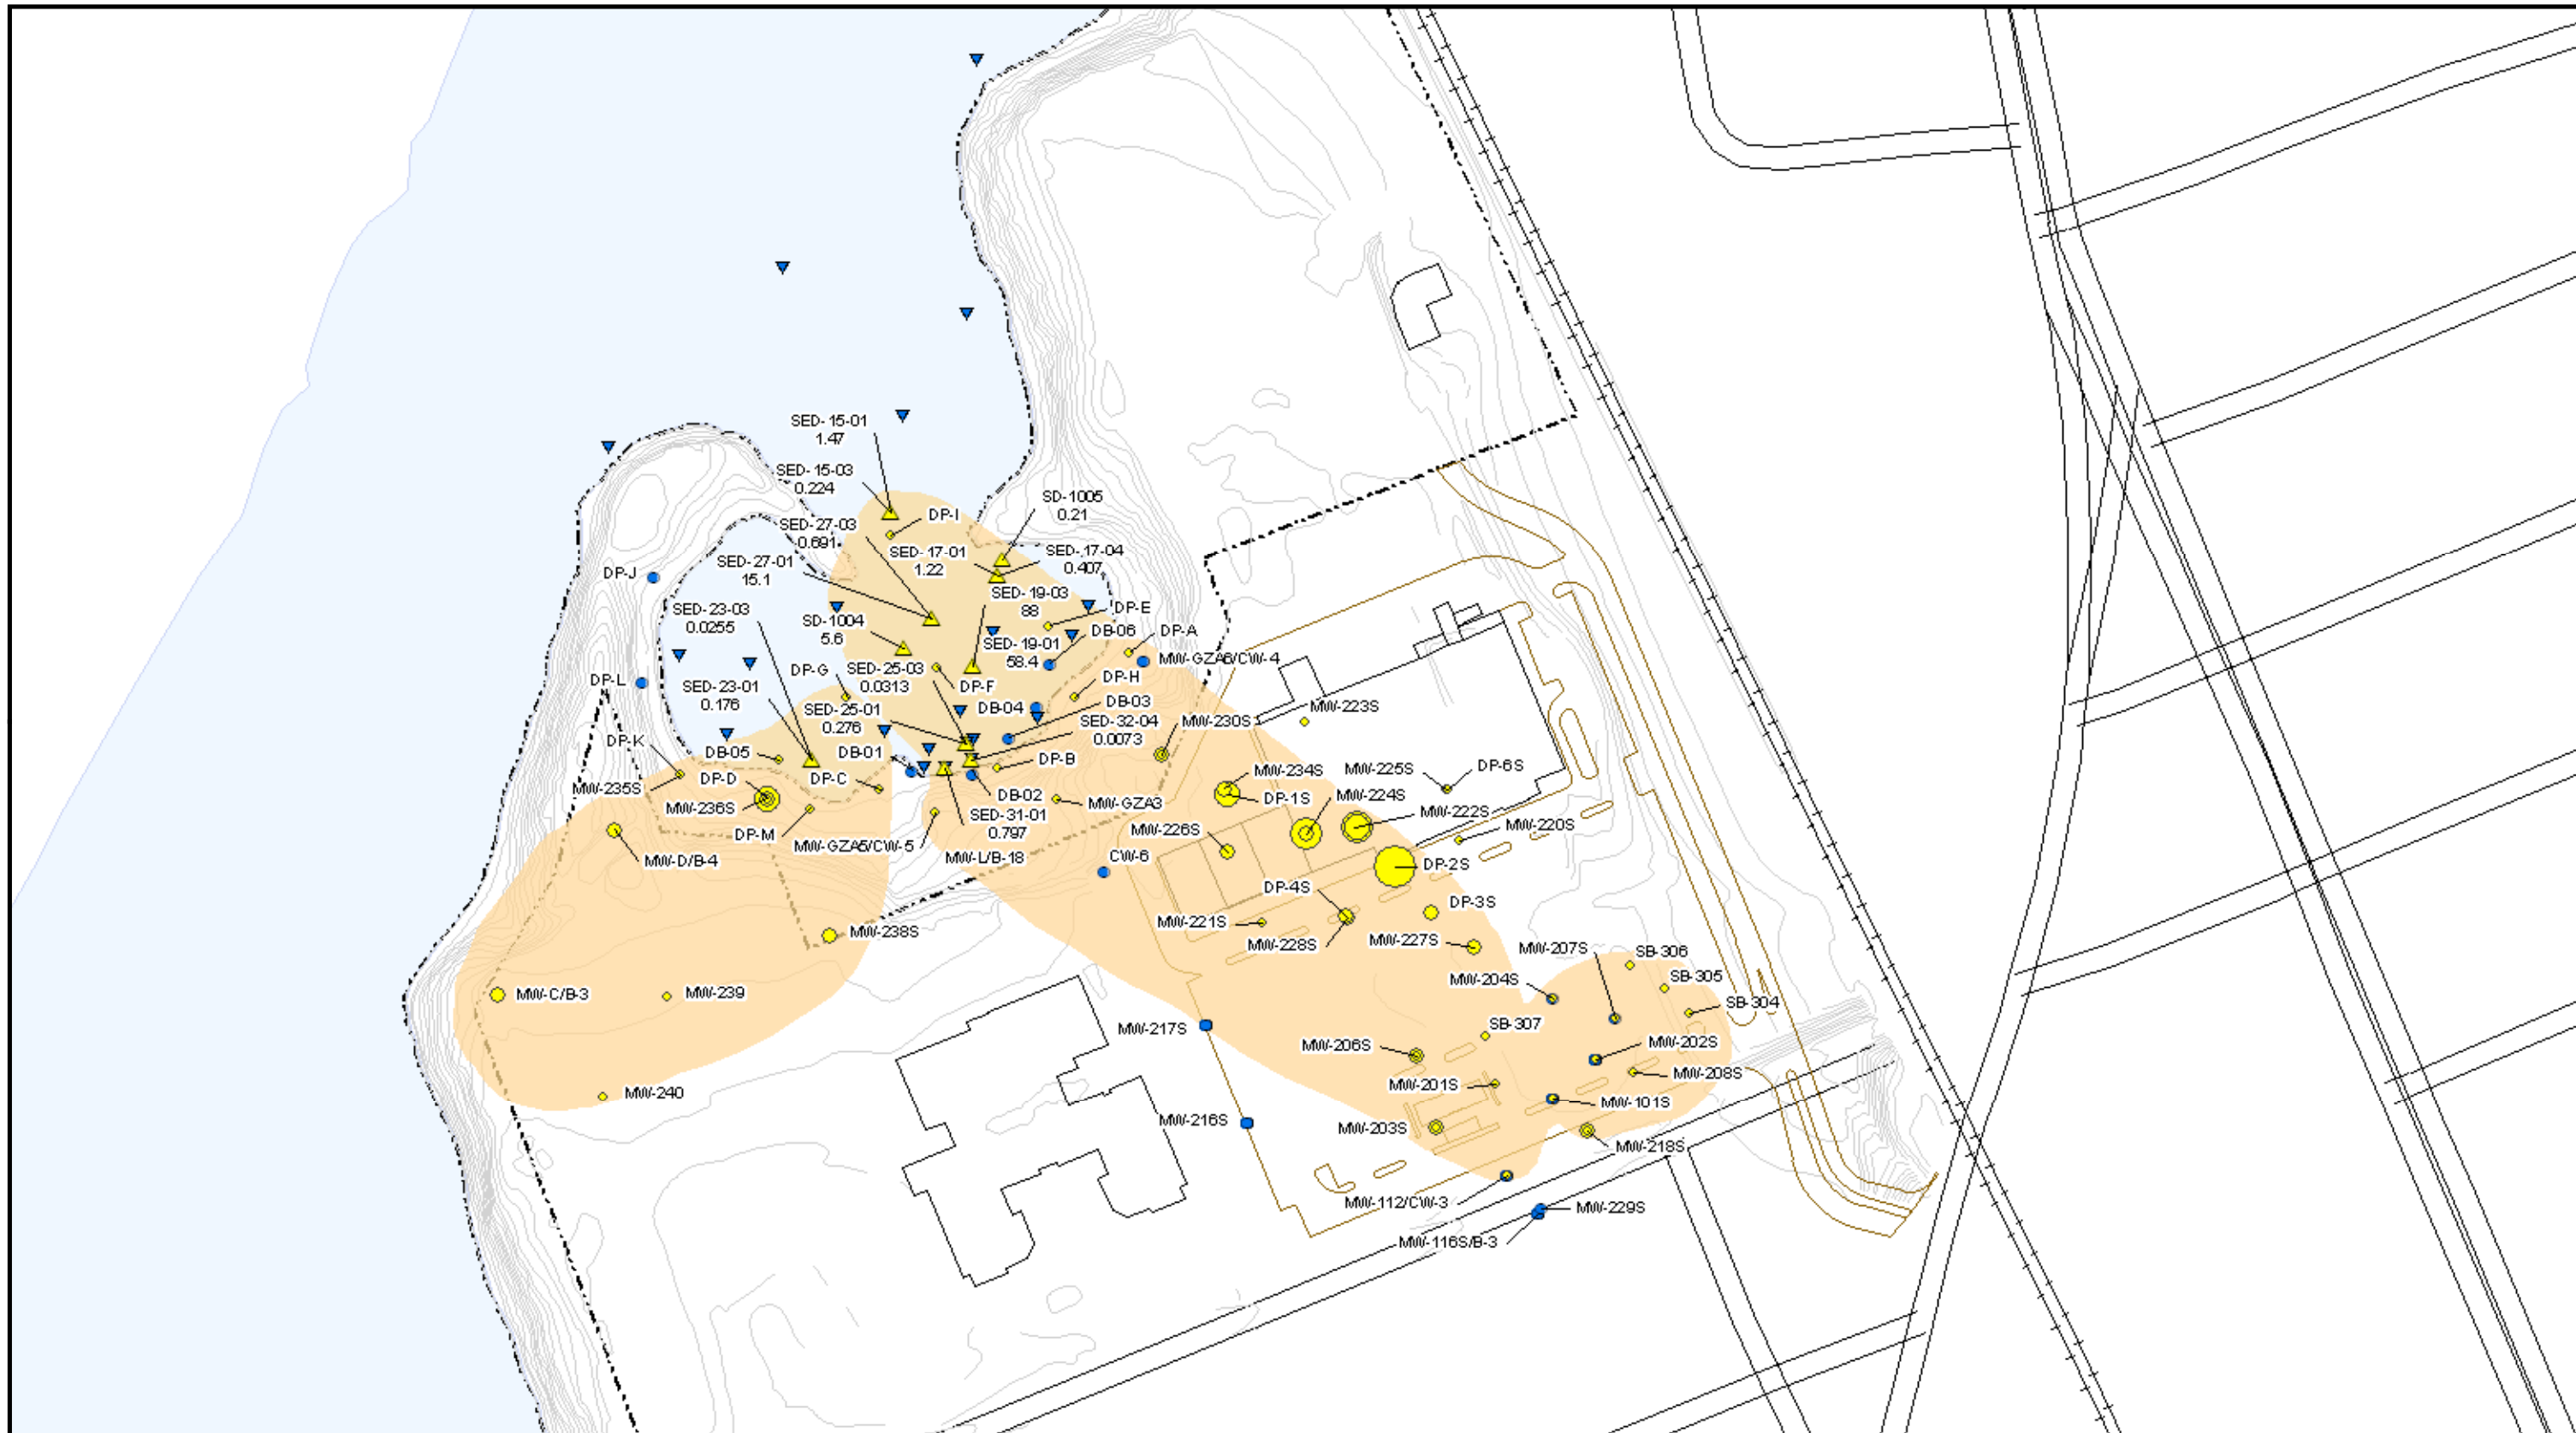 SED-15-01
1.47
SED-15-03
0.224
SD-1005
0.21
DP-I
SED-27-03
0.691
SED-17-01
1.22
SED-17-04
0.407
SED-27-01
15.1
DP-J
SED-19-03
88
SED-23-03
0.0255
DP-E
SD-1004
5.6
DB-06
DP-A
SED-19-01
58.4
MW-GZA6/CW-4
DP-G
SED-25-03
0.0313
DP-L
DP-F
DP-H
SED-23-01
0.176
DB-03
SED-25-01
0.276
DB-04
SED-32-04
0.0073
MW-230S
MW-223S
DP-K
DB-05
DB-01
DP-B
MW-225S
DP-6S
MW-235S
DP-D
DP-C
MW-234S
DB-02
DP-1S
MW-224S
MW-236S
MW-GZA3
SED-31-01
0.797
MW-222S
MW-220S
DP-M
MW-226S
MW-GZA5/CW-5
MW-D/B-4
MW-L/B-18
CW-6
DP-2S
DP-4S
DP-3S
MW-221S
MW-238S
MW-228S
MW-227S
MW-207S
SB-306
SB-305
MW-204S
MW-C/B-3
MW-239
SB-304
MW-217S
SB-307
MW-206S
MW-202S
MW-201S
MW-208S
MW-240
MW-101S
MW-216S
MW-203S
MW-218S
MW-112/CW-3
MW-229S
MW-116S/B-3